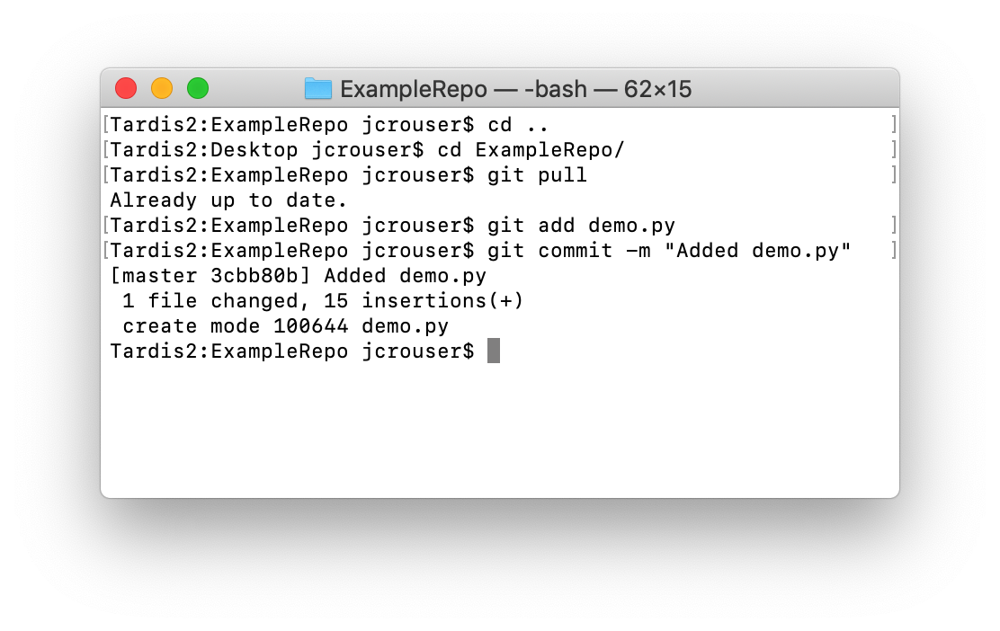 ExampleRepo — -bash — 62×15
[Tardis2:ExampleRepo jcrouser$ cd .. ]
[Tardis2:Desktop jcrouser$ cd ExampleRepo/ ]
[Tardis2:ExampleRepo jcrouser$ git pull ]
Already up to date.
[Tardis2:ExampleRepo jcrouser$ git add demo.py ]
[Tardis2:ExampleRepo jcrouser$ git commit -m "Added demo.py" ]
[master 3cbb80b] Added demo.py
 1 file changed, 15 insertions(+)
 create mode 100644 demo.py
Tardis2:ExampleRepo jcrouser$